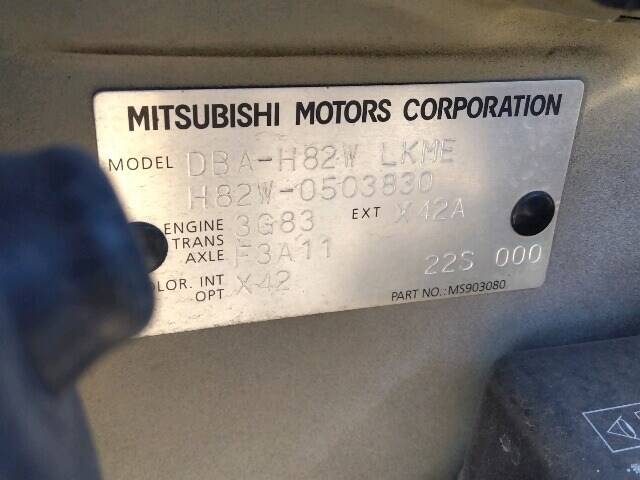 MITSUBISHI MOTORS CORPORATION
MODEL DBA-H82W LKME
H82W-0503830
ENGINE 3G83 EXT X42A
TRANS AXLE F3A11
22S 000
LOR. INT OPT X42
PART NO.: MS903080